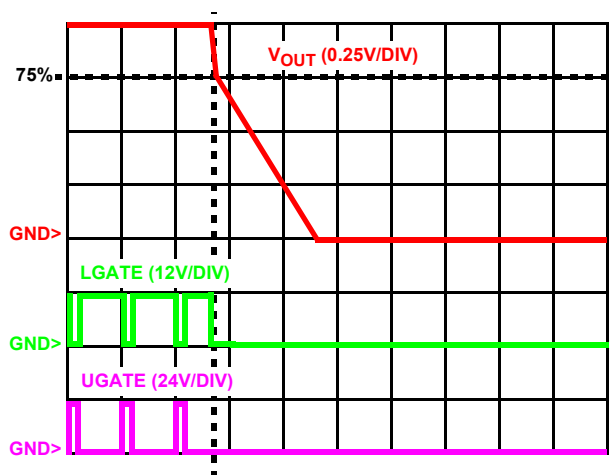 VOUT (0.25V/DIV)
75%
GND>
LGATE (12V/DIV)
GND>
UGATE (24V/DIV)
GND>